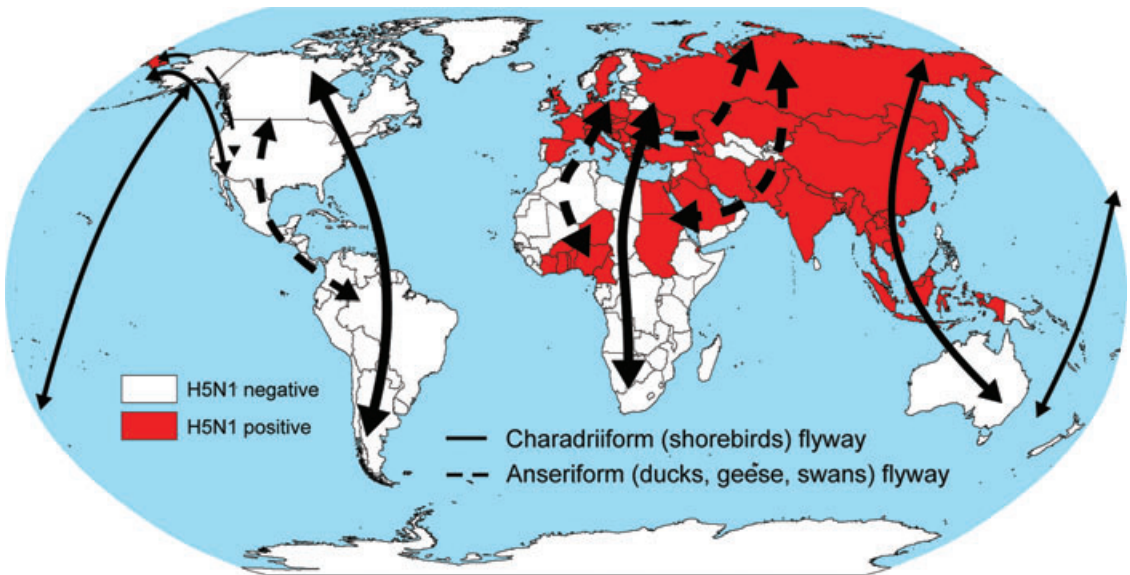 H5N1 negative
H5N1 positive
Charadriiform (shorebirds) flyway
Anseriform (ducks, geese, swans) flyway